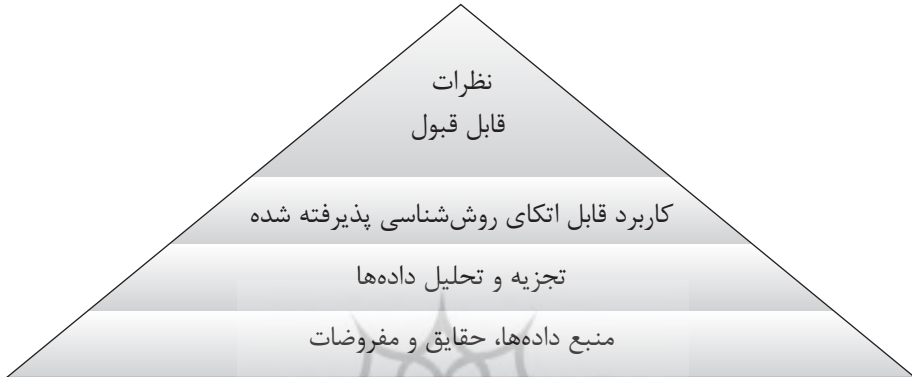 نظرات
قابل قبول
کاربرد قابل اتکای روش‌شناسی پذیرفته شده
تجزیه و تحلیل داده‌ها
منبع داده‌ها، حقایق و مفروضات